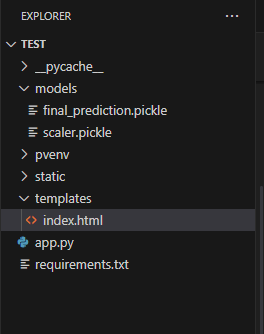 EXPLORER
TEST
__pycache__
models
final_prediction.pickle
scaler.pickle
pvenv
static
templates
index.html
app.py
requirements.txt